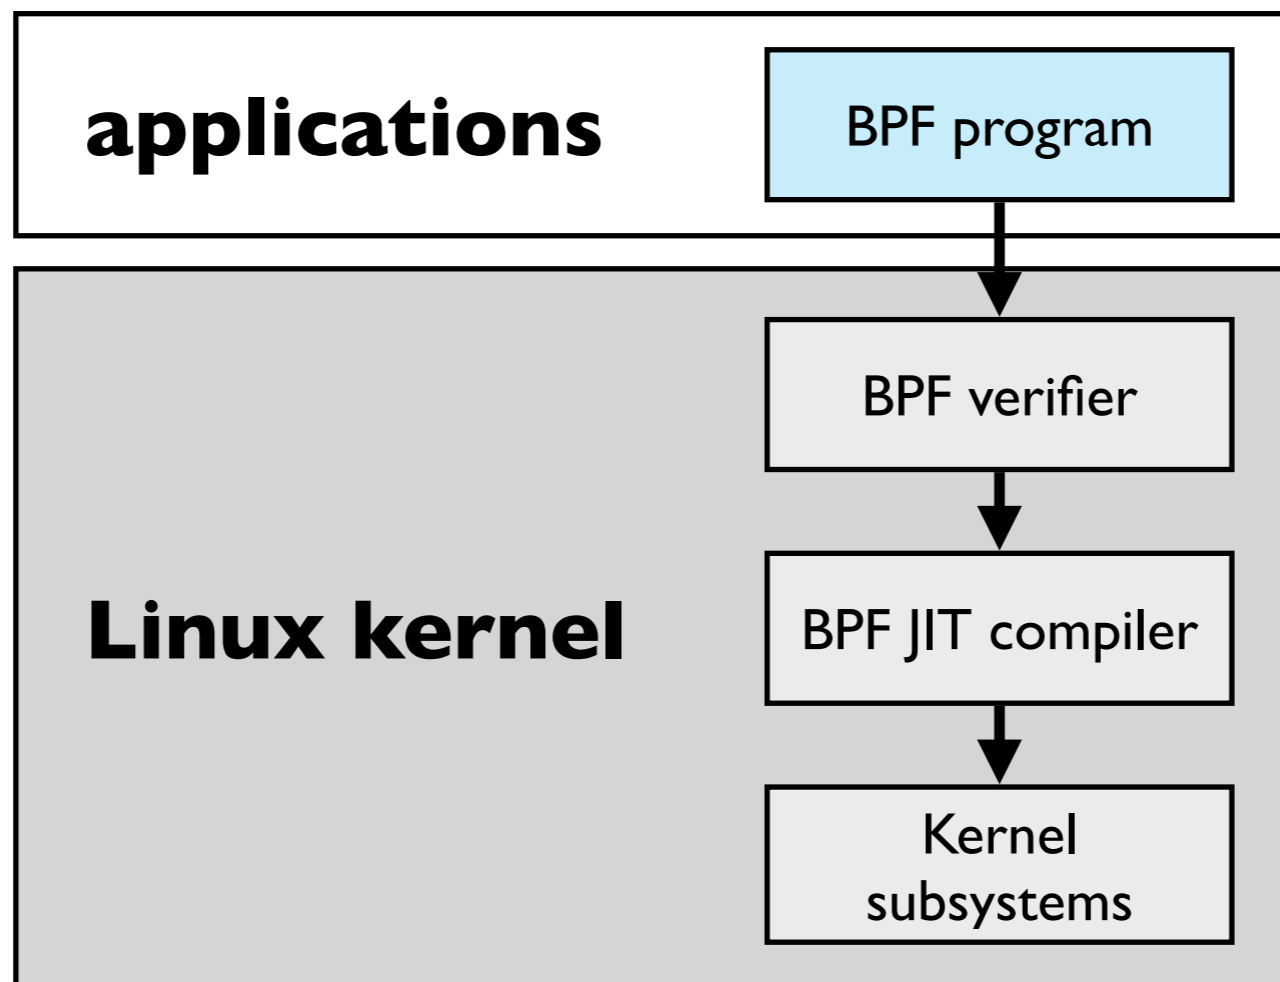 applications
BPF program
BPF verifier
Linux kernel
BPF JIT compiler
Kernel
subsystems